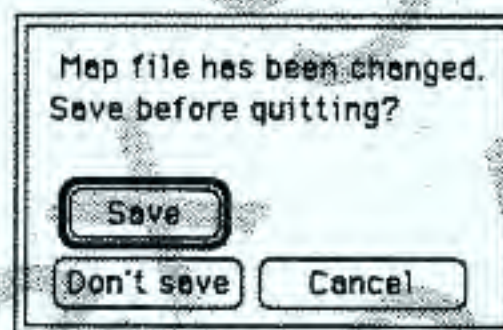 Map file has been changed.
Save before quitting?
Save
Don't save
Cancel